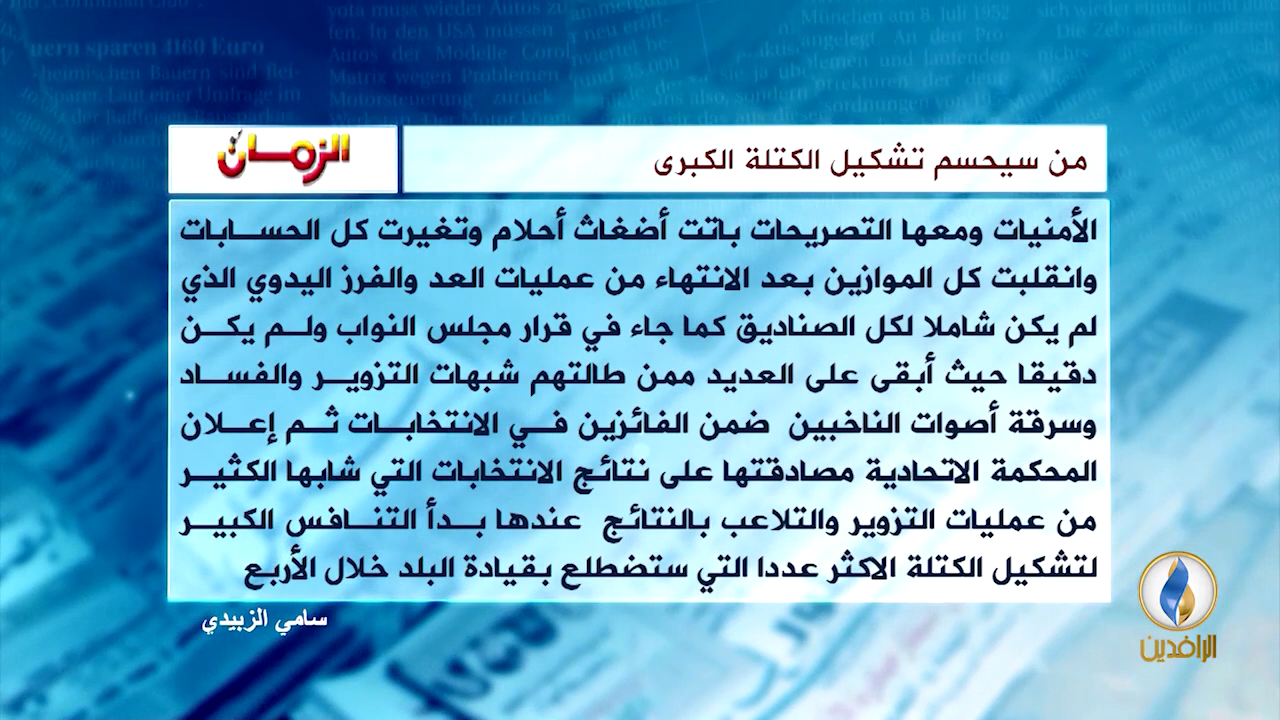 الزمان
من سيحسم تشكيل الكتلة الكبرى
الأمنيات ومعها التصريحات باتت أضغاث أحلام وتغيرت كل الحسابات
وانقلبت كل الموازين بعد الانتهاء من عمليات العد والفرز اليدوي الذي
لم يكن شاملا لكل الصناديق كما جاء في قرار مجلس النواب ولم يكن
دقيقا حيث أبقى على العديد ممن طالتهم شبهات التزوير والفساد
وسرقة أصوات الناخبين ضمن الفائزين في الانتخابات ثم إعلان
المحكمة الاتحادية مصادقتها على نتائج الانتخابات التي شابها الكثير
من عمليات التزوير والتلاعب بالنتائج عندها بدأ التنافس الكبير
لتشكيل الكتلة الاكثر عددا التي ستضطلع بقيادة البلد خلال الأربع
سامي الزبيدي
الرافدين